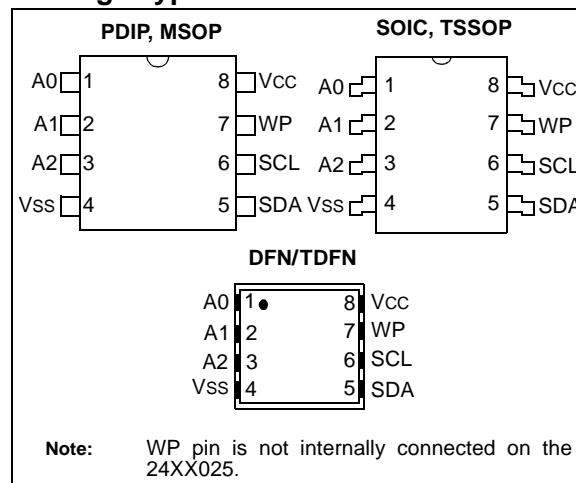 PDIP, MSOP
A0 1 8 VCC
A1 2 7 WP
A2 3 6 SCL
VSS 4 5 SDA
SOIC, TSSOP
A0 1 8 VCC
A1 2 7 WP
A2 3 6 SCL
VSS 4 5 SDA
DFN/TDFN
A0 1 8 VCC
A1 2 7 WP
A2 3 6 SCL
VSS 4 5 SDA
Note: WP pin is not internally connected on the
24XX025.